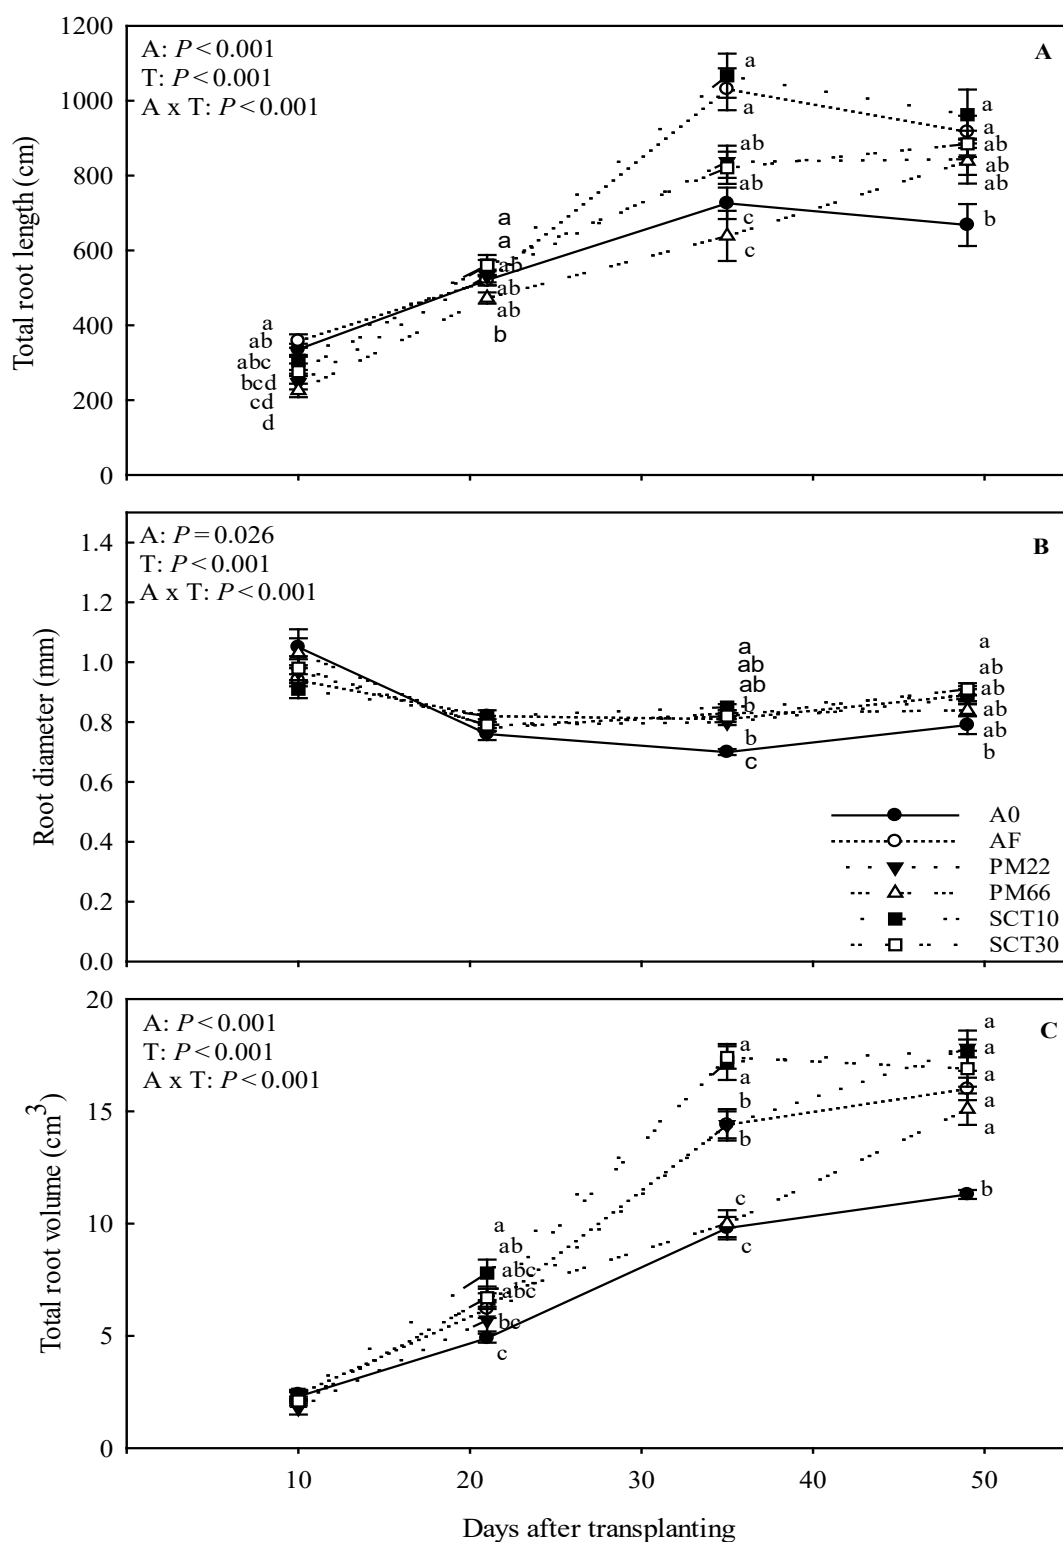 1200
A: P < 0.001
T: P < 0.001
A x T: P < 0.001
A
1000
800
600
400
200
0
Total root length (cm)
a
ab
abc
bcd
cd
d
a
a
ab
ab
ab
b
a
a
ab
ab
c
c
a
a
ab
ab
ab
b
A: P = 0.026
T: P < 0.001
A x T: P < 0.001
B
1.4
1.2
1.0
0.8
0.6
0.4
0.2
0.0
Root diameter (mm)
a
ab
ab
b
b
c
a
ab
ab
ab
ab
b
A0
AF
PM22
PM66
SCT10
SCT30
20
A: P < 0.001
T: P < 0.001
A x T: P < 0.001
C
15
10
5
0
Total root volume (cm3)
a
ab
abc
abc
bc
c
a
a
b
b
c
c
a
a
a
a
a
b
10 20 30 40 50
Days after transplanting